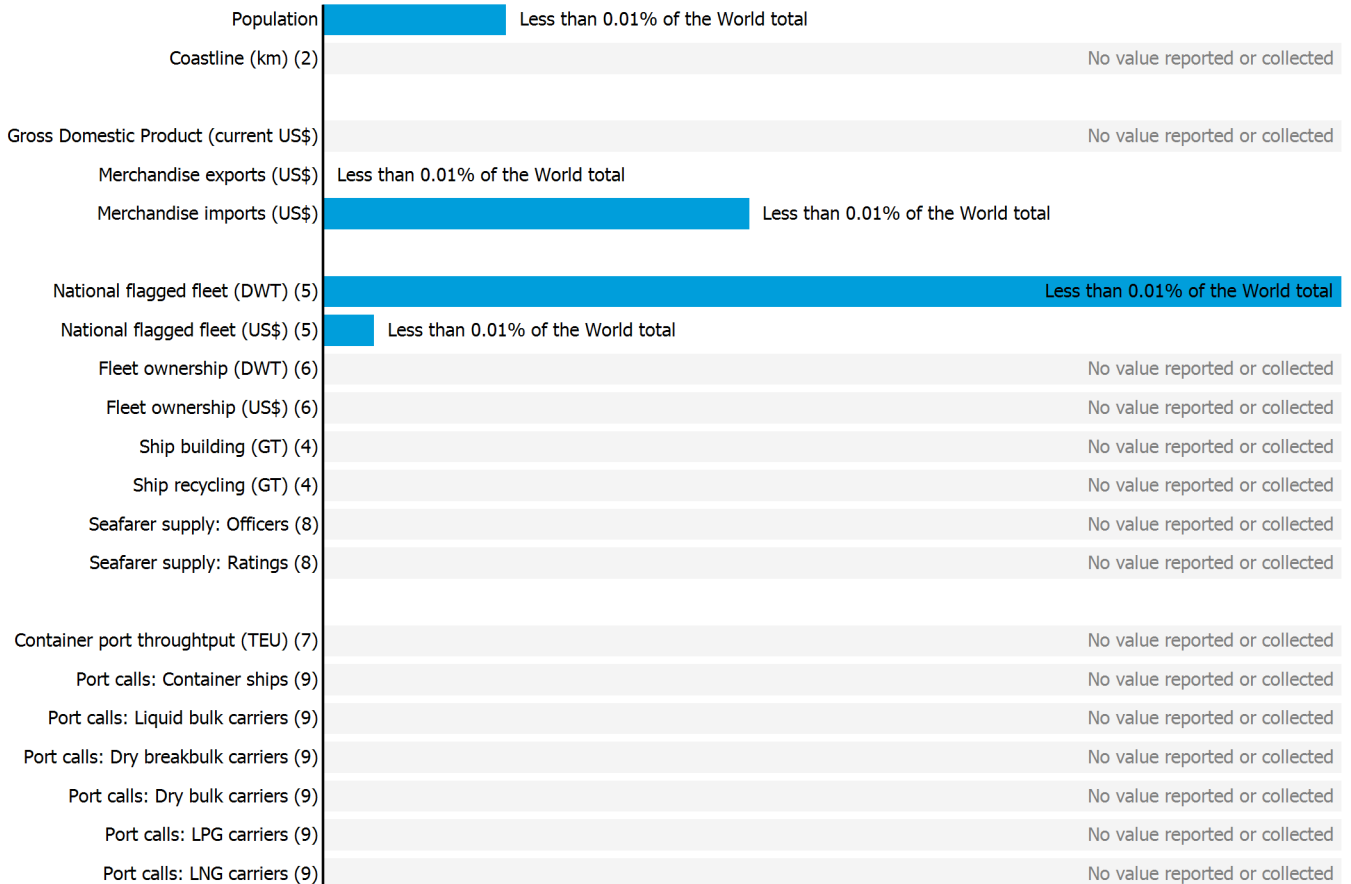 Population Less than 0.01% of the World total
Coastline (km) (2) No value reported or collected
Gross Domestic Product (current US$) No value reported or collected
Merchandise exports (US$) Less than 0.01% of the World total
Merchandise imports (US$) Less than 0.01% of the World total
National flagged fleet (DWT) (5) Less than 0.01% of the World total
National flagged fleet (US$) (5) Less than 0.01% of the World total
Fleet ownership (DWT) (6) No value reported or collected
Fleet ownership (US$) (6) No value reported or collected
Ship building (GT) (4) No value reported or collected
Ship recycling (GT) (4) No value reported or collected
Seafarer supply: Officers (8) No value reported or collected
Seafarer supply: Ratings (8) No value reported or collected
Container port throughtput (TEU) (7) No value reported or collected
Port calls: Container ships (9) No value reported or collected
Port calls: Liquid bulk carriers (9) No value reported or collected
Port calls: Dry breakbulk carriers (9) No value reported or collected
Port calls: Dry bulk carriers (9) No value reported or collected
Port calls: LPG carriers (9) No value reported or collected
Port calls: LNG carriers (9) No value reported or collected